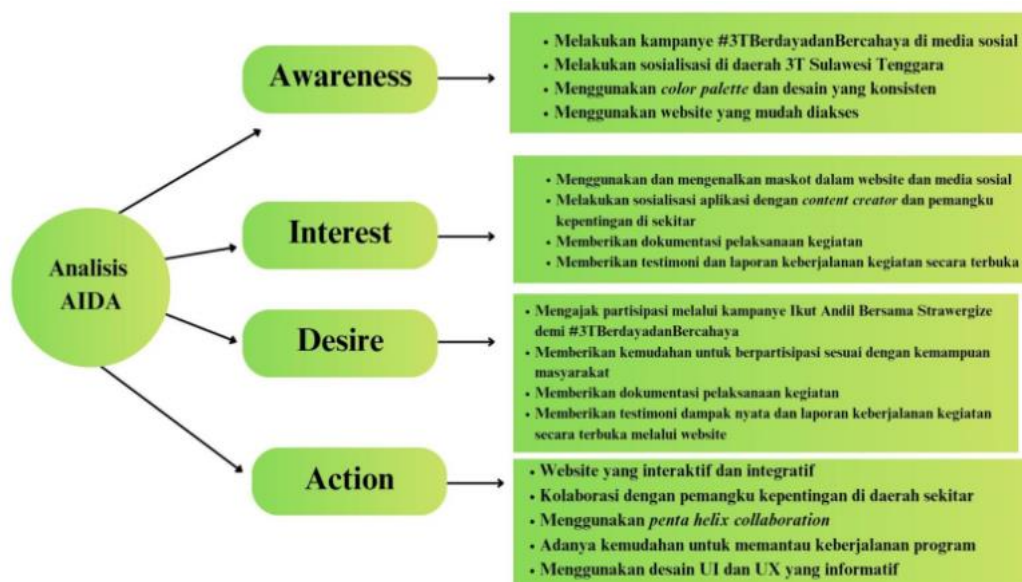 Analisis
AIDA
Awareness
• Melakukan kampanye #3TBerdayadanBercahaya di media sosial
• Melakukan sosialisasi di daerah 3T Sulawesi Tenggara
• Menggunakan color palette dan desain yang konsisten
• Menggunakan website yang mudah diakses
Interest
• Menggunakan dan mengenalkan maskot dalam website dan media sosial
• Melakukan sosialisasi aplikasi dengan content creator dan pemangku
kepentingan di sekitar
• Memberikan dokumentasi pelaksanaan kegiatan
• Memberikan testimoni dan laporan keberjalanan kegiatan secara terbuka
Desire
• Mengajak partisipasi melalui kampanye Ikut Andil Bersama Strawergize
demi #3TBerdayadanBercahaya
• Memberikan kemudahan untuk berpartisipasi sesuai dengan kemampuan
masyarakat
• Memberikan dokumentasi pelaksanaan kegiatan
• Memberikan testimoni dampak nyata dan laporan keberjalanan kegiatan
secara terbuka melalui website
Action
• Website yang interaktif dan integratif
• Kolaborasi dengan pemangku kepentingan di daerah sekitar
• Menggunakan penta helix collaboration
• Adanya kemudahan untuk memantau keberjalanan program
• Menggunakan desain UI dan UX yang informatif